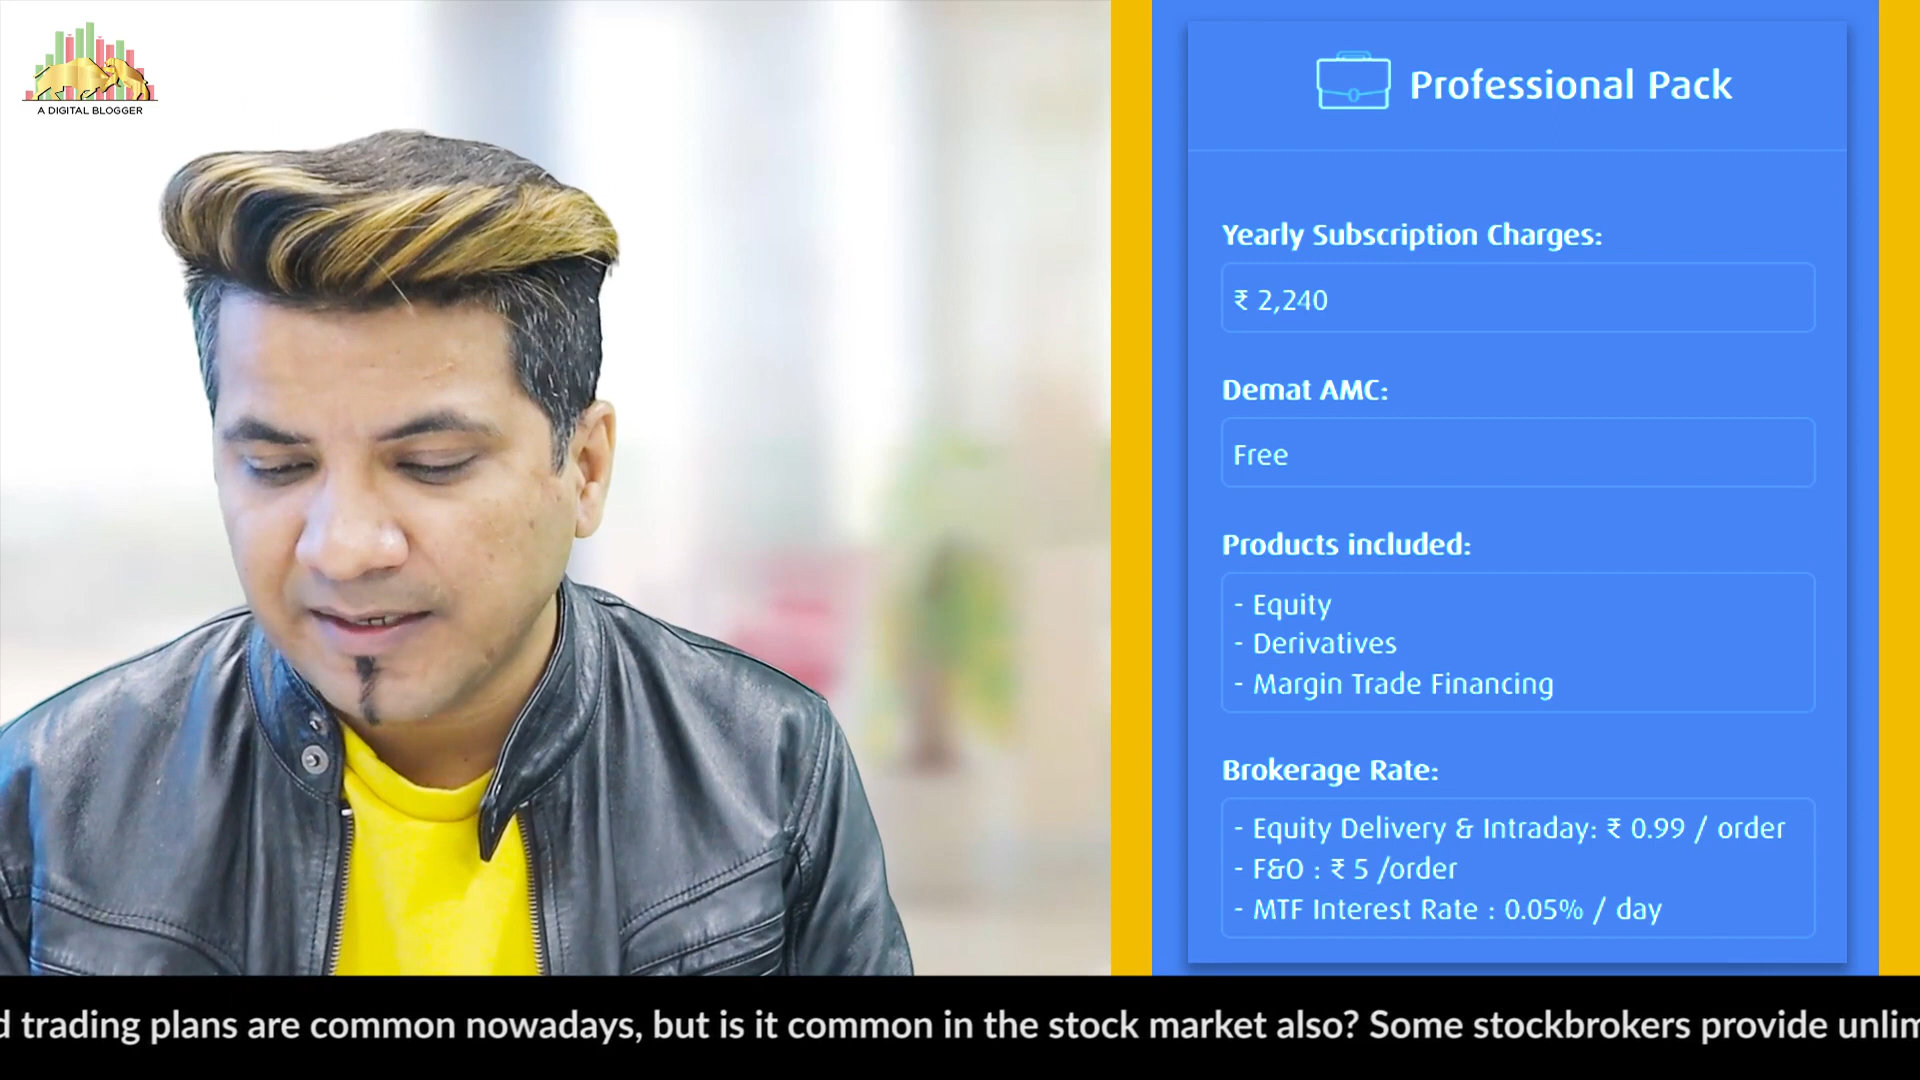 A DIGITAL BLOGGER
Professional Pack
Yearly Subscription Charges:
₹ 2,240
Demat AMC:
Free
Products included:
- Equity
- Derivatives
- Margin Trade Financing
Brokerage Rate:
- Equity Delivery & Intraday: ₹ 0.99 / order
- F&O : ₹ 5 /order
- MTF Interest Rate : 0.05% / day
trading plans are common nowadays, but is it common in the stock market also? Some stockbrokers provide